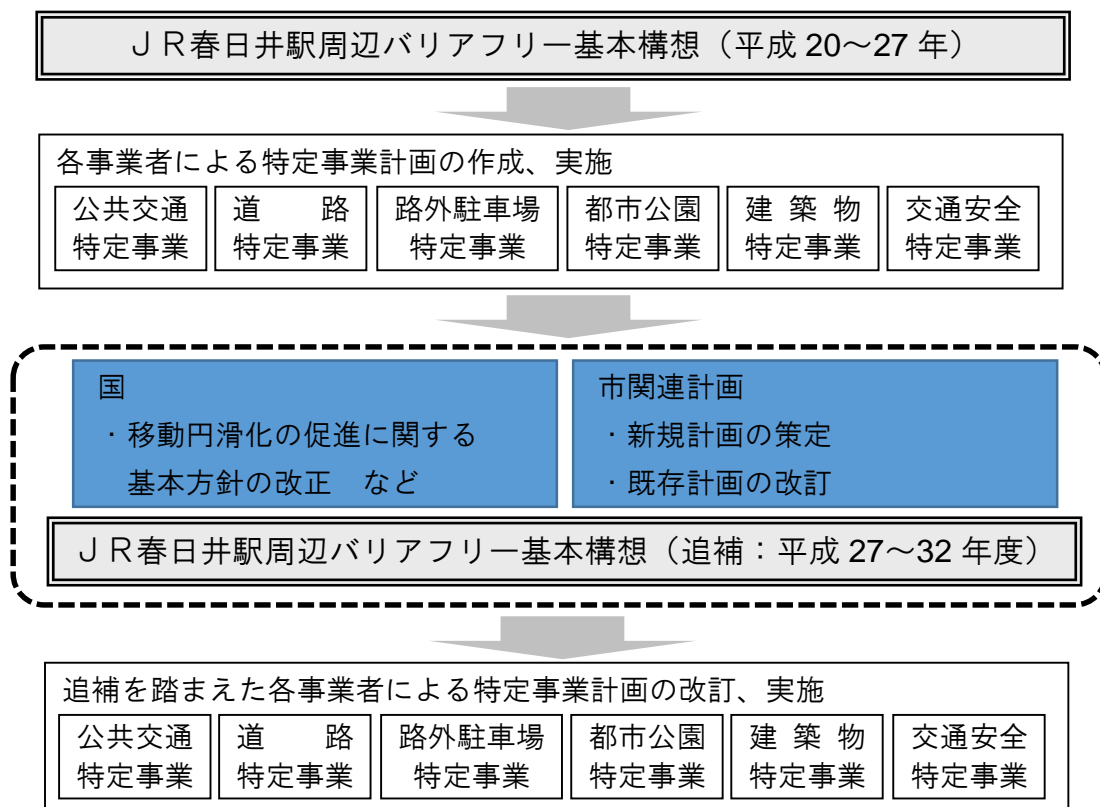 ＪＲ春日井駅周辺バリアフリー基本構想（平成 20～27 年）
各事業者による特定事業計画の作成、実施
公共交通
特定事業
道　　路
特定事業
路外駐車場
特定事業
都市公園
特定事業
建 築 物
特定事業
交通安全
特定事業
国
・移動円滑化の促進に関する
基本方針の改正　など
市関連計画
・新規計画の策定
・既存計画の改訂
ＪＲ春日井駅周辺バリアフリー基本構想（追補：平成 27～32 年度）
追補を踏まえた各事業者による特定事業計画の改訂、実施
公共交通
特定事業
道　　路
特定事業
路外駐車場
特定事業
都市公園
特定事業
建 築 物
特定事業
交通安全
特定事業